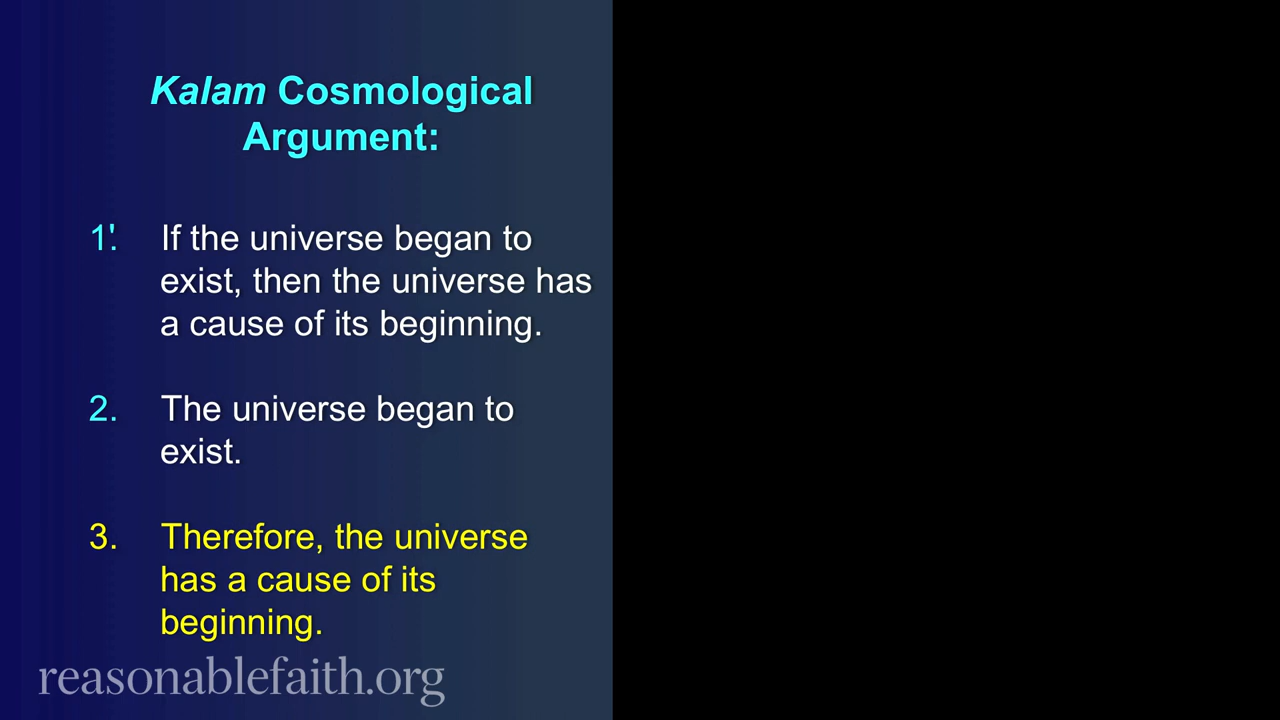 Kalam Cosmological
Argument:
1'. If the universe began to
exist, then the universe has
a cause of its beginning.
2. The universe began to
exist.
3. Therefore, the universe
has a cause of its
beginning.
reasonablefaith.org